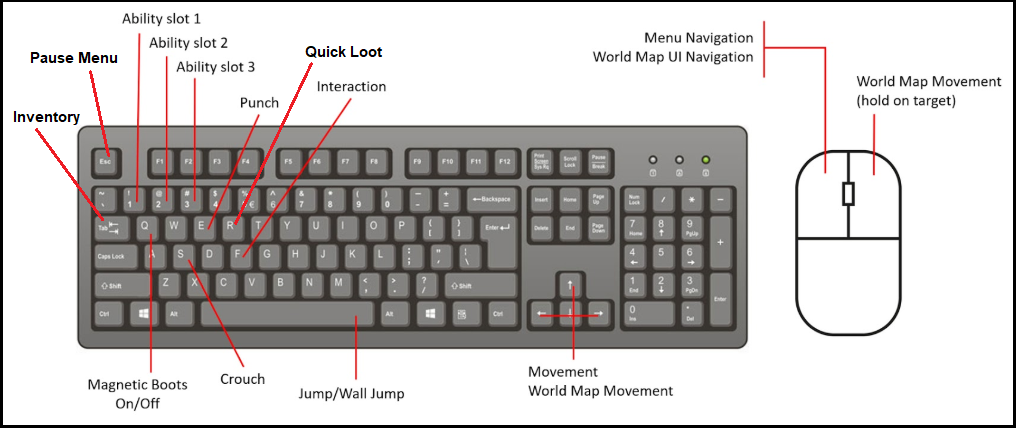 Ability slot 1
Ability slot 2
Ability slot 3
Pause Menu
Quick Loot
Interaction
Punch
Inventory
Menu Navigation
World Map UI Navigation
World Map Movement
(hold on target)
Esc F1 F2 F3 F4 F5 F6 F7 F8 F9 F10 F11 F12 Print Screen Scroll Lock Pause Break
~ ! 1 @ 2 # 3 $ 4 % € ^ 6 & 7 * 8 ( 9 ) 0 - + = ←Backspace Insert Home Page Up Num Lock / * −
Tab Q W E R T Y U I O P { [ } ] Enter Delete End Page Down 7 Home 8 ↑ 9 PgUp +
Caps Lock A S D F G H J K L : ; " | \ 4 ← 5 6 →
⇧ Shift Z X C V B N M < , > . ? / ⇧ Shift ↑ 1 End 2 ↓ 3 PgDn Enter
Ctrl Alt Alt Ctrl ← ↓ → 0 Ins . Del
Magnetic Boots
On/Off
Crouch
Jump/Wall Jump
Movement
World Map Movement